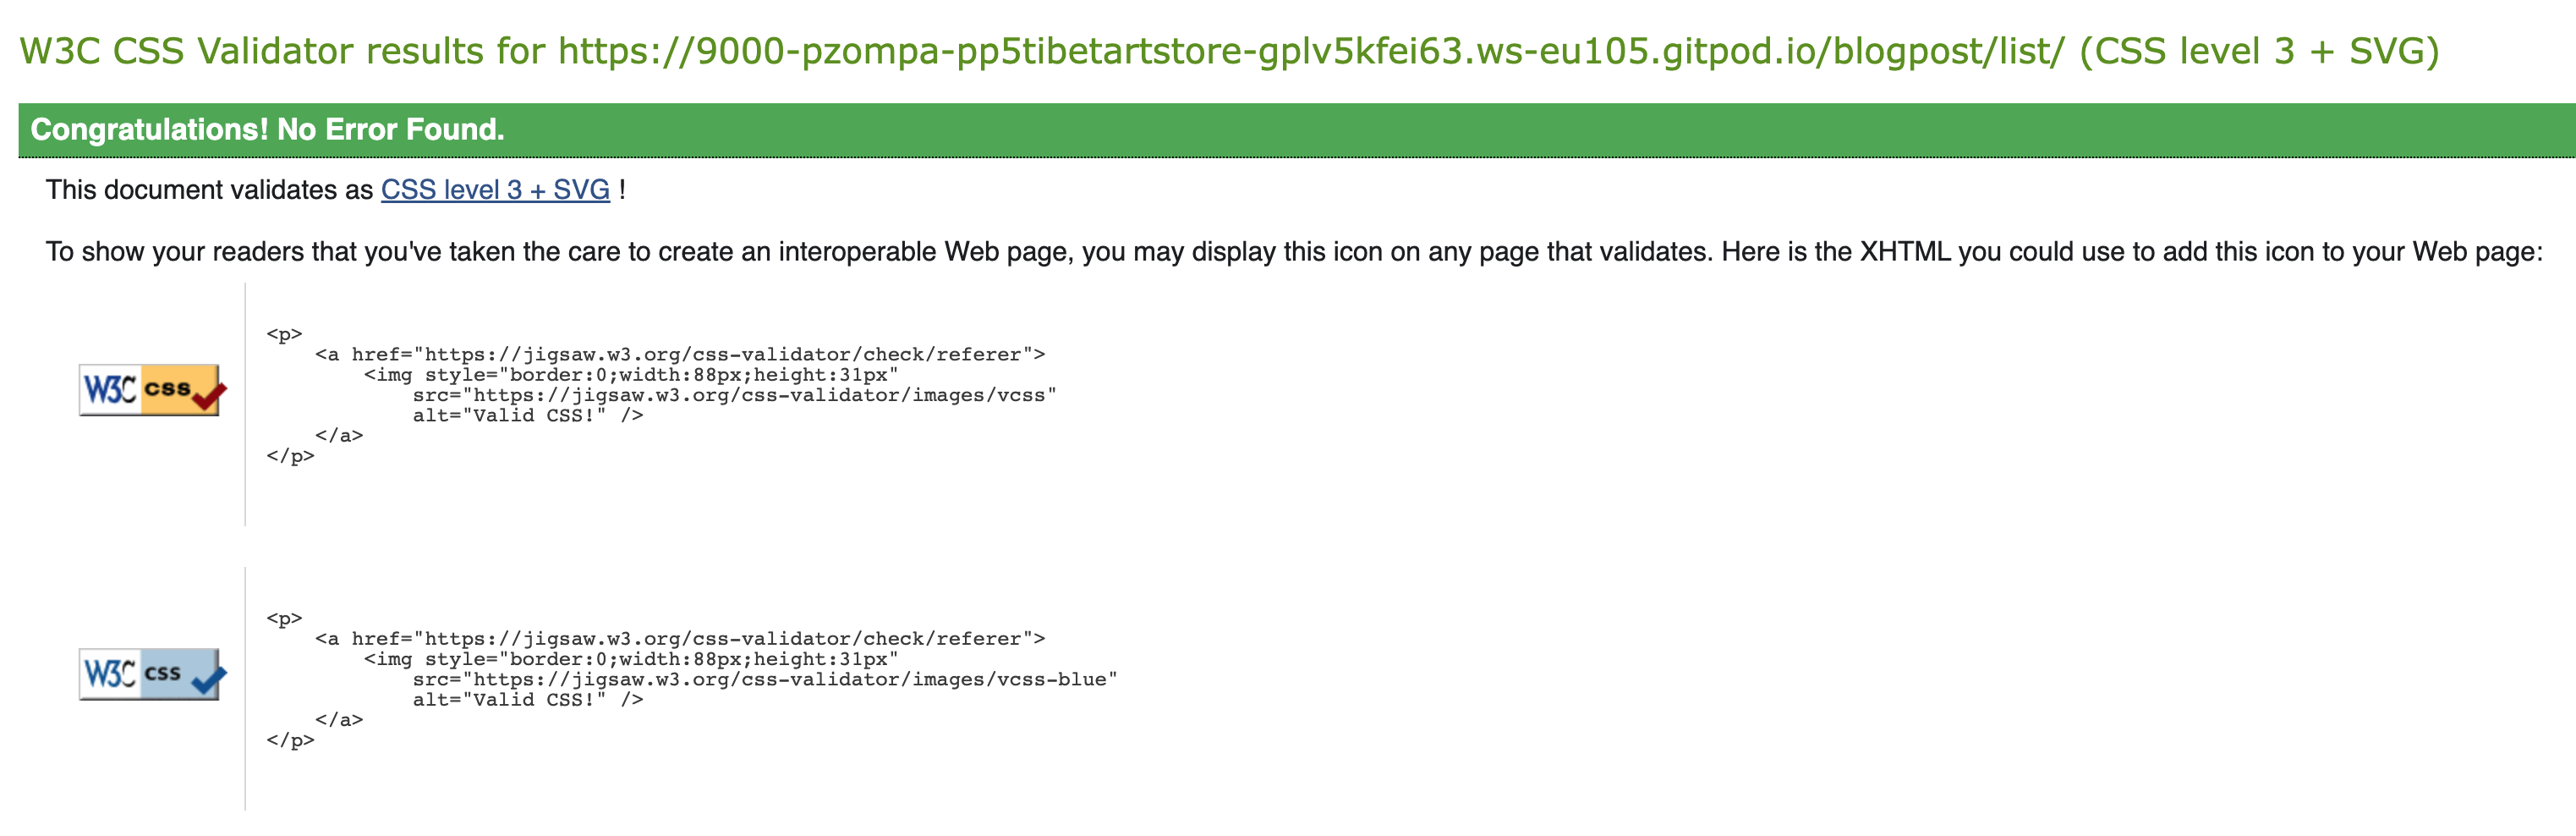 W3C CSS Validator results for https://9000-pzompa-pp5tibetartstore-gplv5kfei63.ws-eu105.gitpod.io/blogpost/list/ (CSS level 3 + SVG)
Congratulations! No Error Found.
This document validates as CSS level 3 + SVG !
To show your readers that you've taken the care to create an interoperable Web page, you may display this icon on any page that validates. Here is the XHTML you could use to add this icon to your Web page:
W3C css
<p>
    <a href="https://jigsaw.w3.org/css-validator/check/referer">
        <img style="border:0;width:88px;height:31px"
            src="https://jigsaw.w3.org/css-validator/images/vcss"
            alt="Valid CSS!" />
    </a>
</p>
W3C css
<p>
    <a href="https://jigsaw.w3.org/css-validator/check/referer">
        <img style="border:0;width:88px;height:31px"
            src="https://jigsaw.w3.org/css-validator/images/vcss-blue"
            alt="Valid CSS!" />
    </a>
</p>